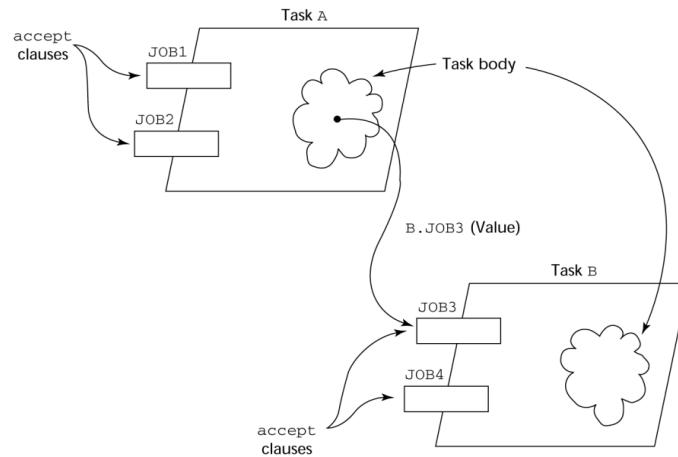 Task A
accept
clauses
JOB1
Task body
JOB2
B.JOB3 (Value)
Task B
JOB3
JOB4
accept
clauses